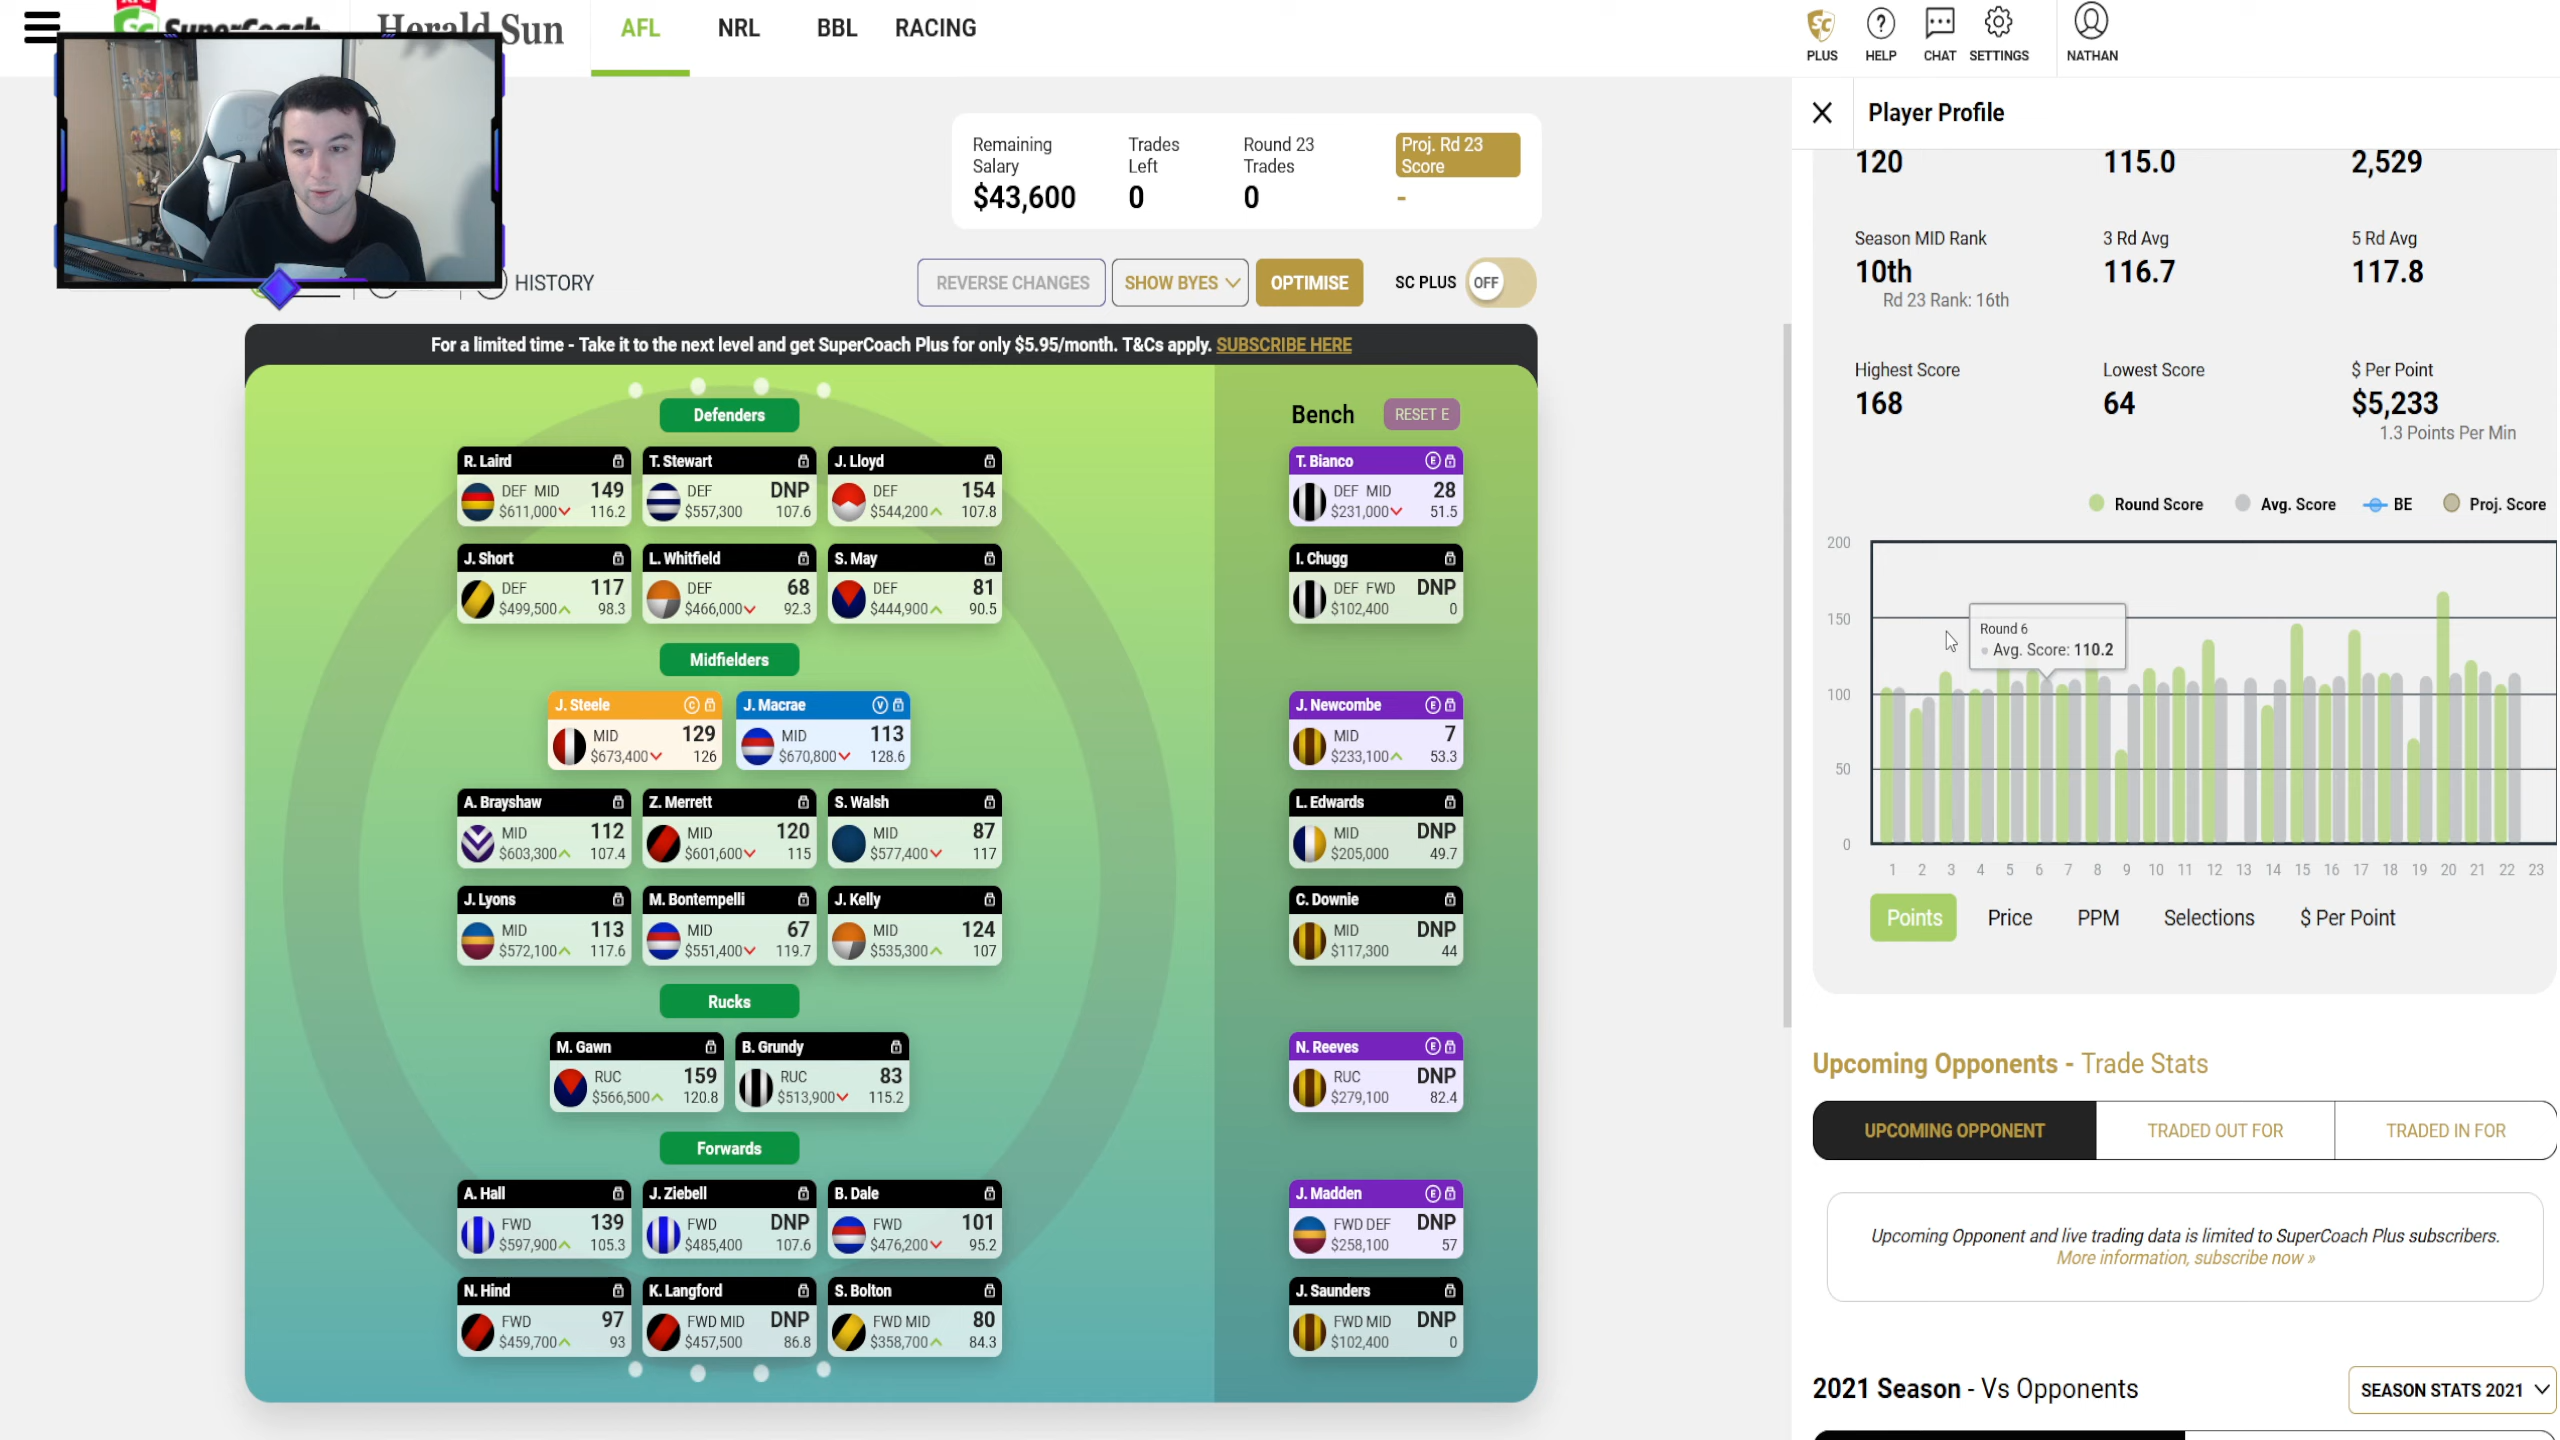 SuperCoach
Herald Sun
AFL
NRL
BBL
RACING
PLUS
HELP
CHAT
SETTINGS
NATHAN
Remaining Salary
$43,600
Trades Left
0
Round 23 Trades
0
Proj. Rd 23 Score
-
HISTORY
REVERSE CHANGES
SHOW BYES
OPTIMISE
SC PLUS
OFF
For a limited time - Take it to the next level and get SuperCoach Plus for only $5.95/month. T&Cs apply. SUBSCRIBE HERE
Defenders
Bench
RESET E
R. Laird
DEF MID 149
$611,000 116.2
T. Stewart
DEF DNP
$557,300 107.6
J. Lloyd
DEF 154
$544,200 107.8
T. Bianco E
DEF MID 28
$231,000 51.5
J. Short
DEF 117
$499,500 98.3
L. Whitfield
DEF 68
$466,000 92.3
S. May
DEF 81
$444,900 90.5
I. Chugg
DEF FWD DNP
$102,400 0
Midfielders
J. Steele C
MID 129
$673,400 126
J. Macrae V
MID 113
$670,800 128.6
J. Newcombe E
MID 7
$233,100 53.3
A. Brayshaw
MID 112
$603,300 107.4
Z. Merrett
MID 120
$601,600 115
S. Walsh
MID 87
$577,400 117
L. Edwards
MID DNP
$205,000 49.7
J. Lyons
MID 113
$572,100 117.6
M. Bontempelli
MID 67
$551,400 119.7
J. Kelly
MID 124
$535,300 107
C. Downie
MID DNP
$117,300 44
Rucks
M. Gawn
RUC 159
$566,500 120.8
B. Grundy
RUC 83
$513,900 115.2
N. Reeves E
RUC DNP
$279,100 82.4
Forwards
A. Hall
FWD 139
$597,900 105.3
J. Ziebell
FWD DNP
$485,400 107.6
B. Dale
FWD 101
$476,200 95.2
J. Madden E
FWD DEF DNP
$258,100 57
N. Hind
FWD 97
$459,700 93
K. Langford
FWD MID DNP
$457,500 86.8
S. Bolton
FWD MID 80
$358,700 84.3
J. Saunders
FWD MID DNP
$102,400 0
Player Profile
120 115.0 2,529
Season MID Rank
10th
Rd 23 Rank: 16th
3 Rd Avg
116.7
5 Rd Avg
117.8
Highest Score
168
Lowest Score
64
$ Per Point
$5,233
1.3 Points Per Min
Round Score Avg. Score BE Proj. Score
200
150
100
50
0
Round 6
Avg. Score: 110.2
1 2 3 4 5 6 7 8 9 10 11 12 13 14 15 16 17 18 19 20 21 22 23
Points Price PPM Selections $ Per Point
Upcoming Opponents - Trade Stats
UPCOMING OPPONENT
TRADED OUT FOR
TRADED IN FOR
Upcoming Opponent and live trading data is limited to SuperCoach Plus subscribers.
More information, subscribe now »
2021 Season - Vs Opponents
SEASON STATS 2021